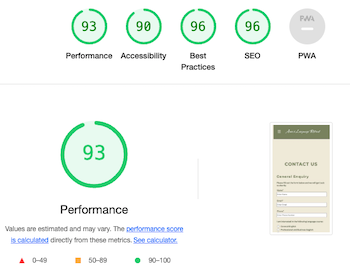 93
90
96
96
PWA
Performance
Accessibility
Best
Practices
SEO
PWA
93
Performance
Values are estimated and may vary. The performance score
is calculated directly from these metrics. See calculator.
0–49
50–89
90–100
CONTACT US
General Enquiry